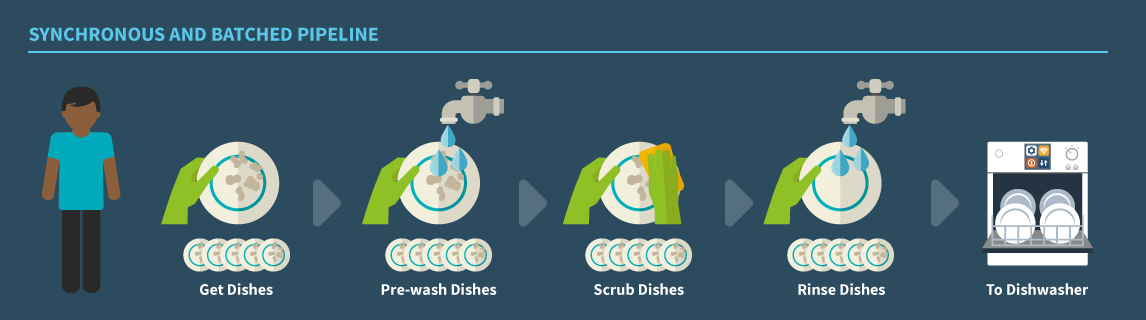 SYNCHRONOUS AND BATCHED PIPELINE
Get Dishes
Pre-wash Dishes
Scrub Dishes
Rinse Dishes
To Dishwasher